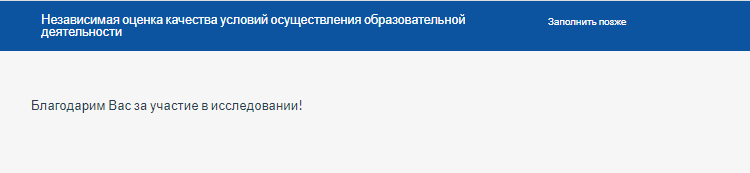 Независимая оценка качества условий осуществления образовательной
деятельности
Заполнить позже
Благодарим Вас за участие в исследовании!